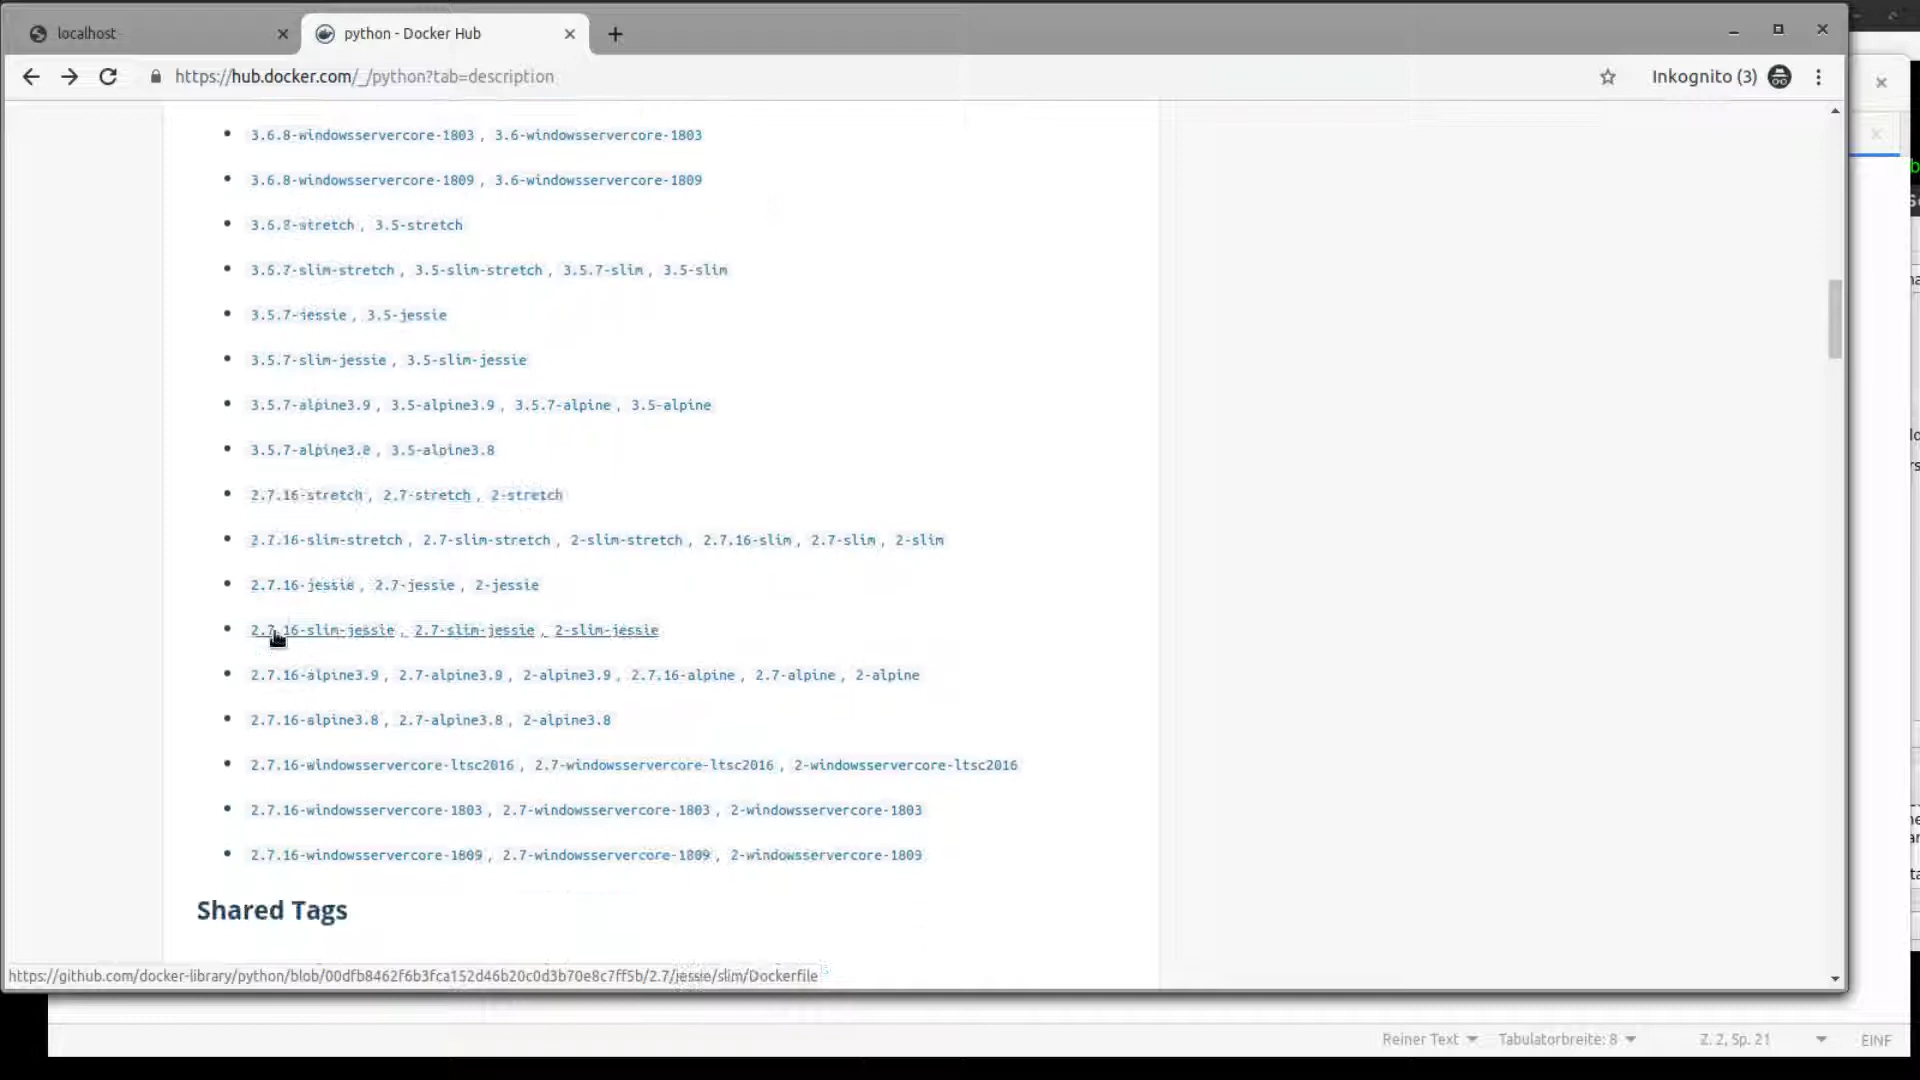 localhost
python - Docker Hub
https://hub.docker.com/_/python?tab=description
Inkognito (3)
3.6.8-windowsservercore-1803 , 3.6-windowsservercore-1803
3.6.8-windowsservercore-1809 , 3.6-windowsservercore-1809
3.6.8-stretch , 3.5-stretch
3.5.7-slim-stretch , 3.5-slim-stretch , 3.5.7-slim , 3.5-slim
3.5.7-jessie , 3.5-jessie
3.5.7-slim-jessie , 3.5-slim-jessie
3.5.7-alpine3.9 , 3.5-alpine3.9 , 3.5.7-alpine , 3.5-alpine
3.5.7-alpine3.8 , 3.5-alpine3.8
2.7.16-stretch , 2.7-stretch , 2-stretch
2.7.16-slim-stretch , 2.7-slim-stretch , 2-slim-stretch , 2.7.16-slim , 2.7-slim , 2-slim
2.7.16-jessie , 2.7-jessie , 2-jessie
2.7.16-slim-jessie , 2.7-slim-jessie , 2-slim-jessie
2.7.16-alpine3.9 , 2.7-alpine3.9 , 2-alpine3.9 , 2.7.16-alpine , 2.7-alpine , 2-alpine
2.7.16-alpine3.8 , 2.7-alpine3.8 , 2-alpine3.8
2.7.16-windowsservercore-ltsc2016 , 2.7-windowsservercore-ltsc2016 , 2-windowsservercore-ltsc2016
2.7.16-windowsservercore-1803 , 2.7-windowsservercore-1803 , 2-windowsservercore-1803
2.7.16-windowsservercore-1809 , 2.7-windowsservercore-1809 , 2-windowsservercore-1809
Shared Tags
https://github.com/docker-library/python/blob/00dfb8462f6b3fca152d46b20c0d3b70e8c7ff5b/2.7/jessie/slim/Dockerfile
Reiner Text Tabulatorbreite: 8 Z. 2, Sp. 21 EINF